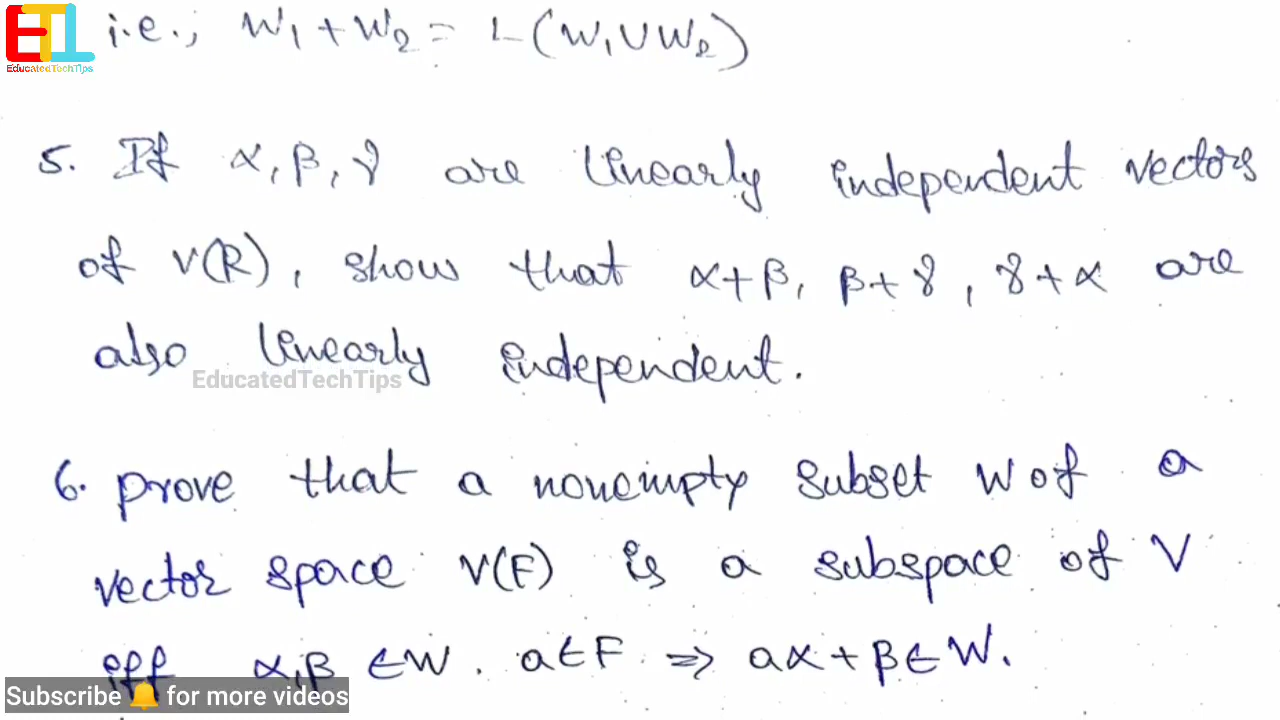 ETL
EducatedTechTips
i.e., W₁ + W₂ = L(W₁∪W₂)
5. If α, β, γ are linearly independent vectors
of V(R), show that α+β, β+γ, γ+α are
also linearly independent.
EducatedTechTips
6. prove that a nonempty subset W of a
vector space V(F) is a subspace of V
iff α, β ∈ W. a ∈ F ⇒ aα + β ∈ W.
Subscribe 🔔 for more videos